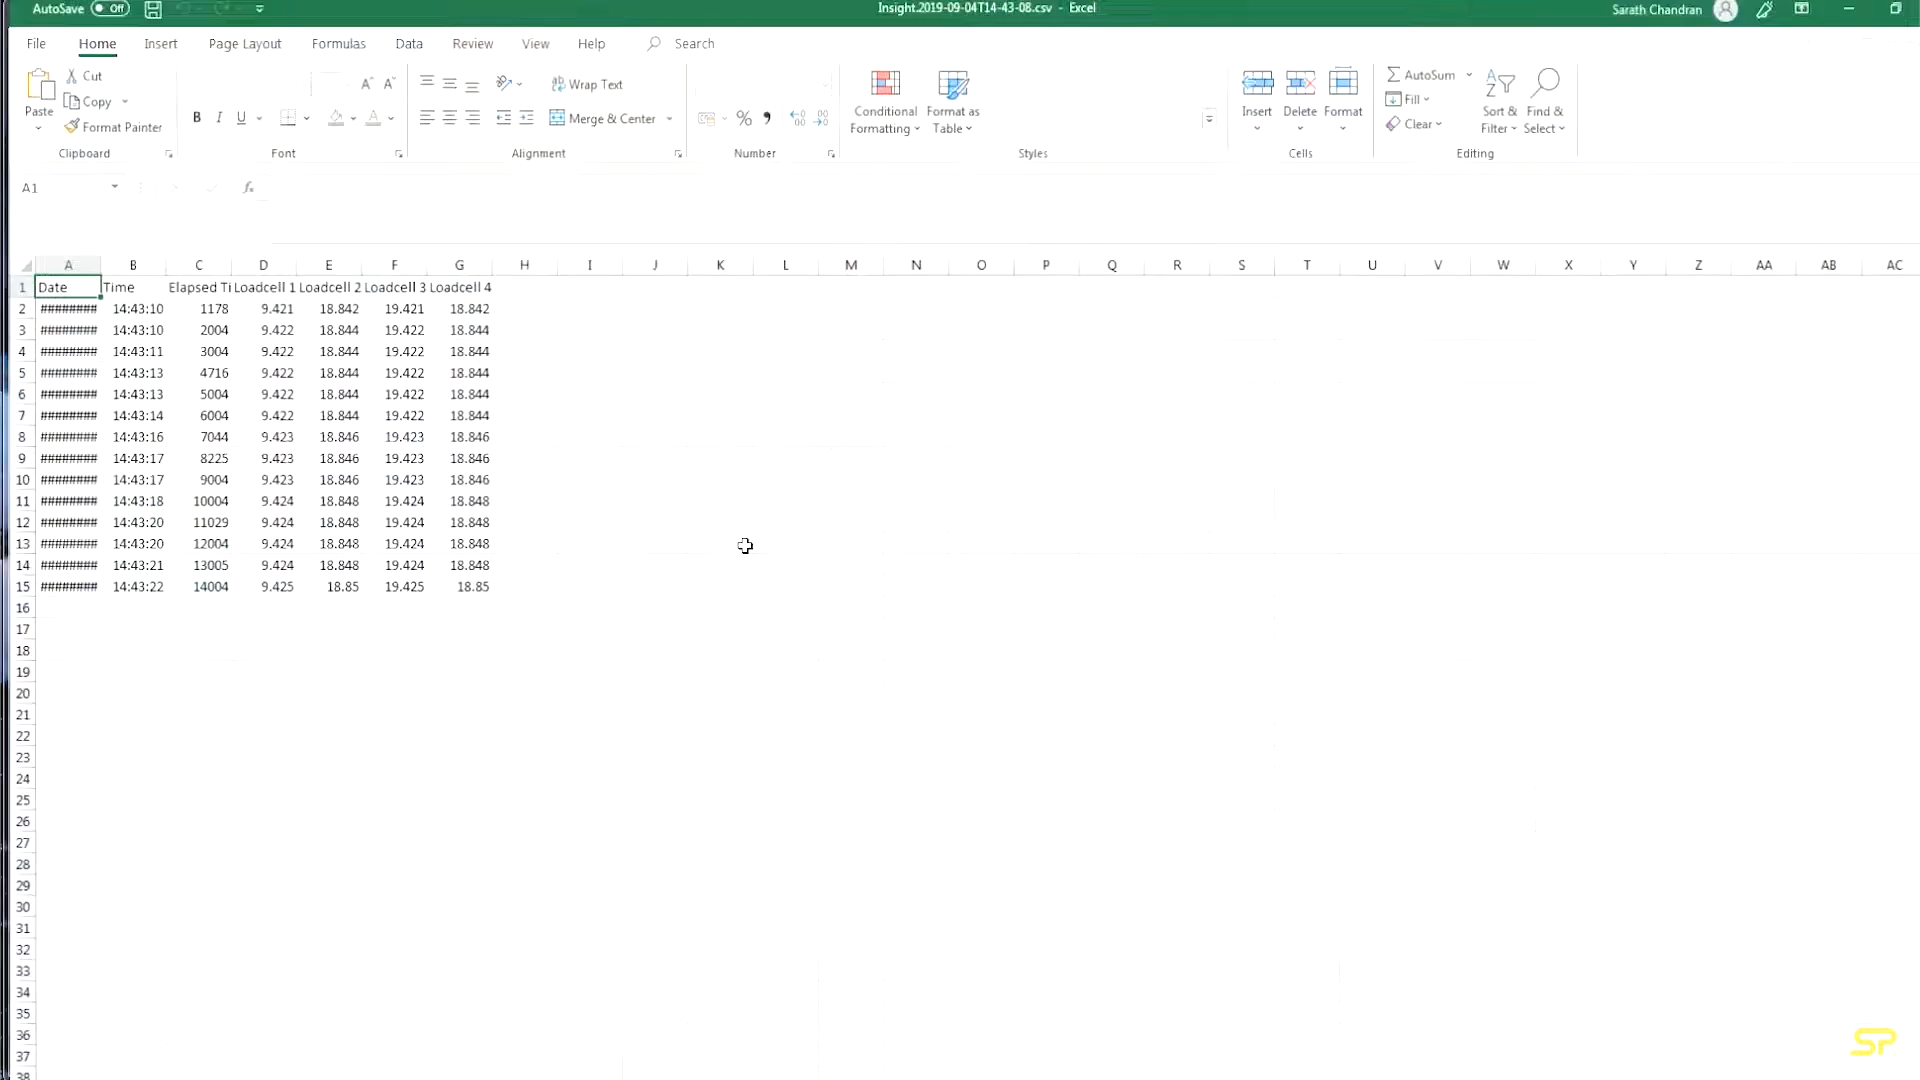 AutoSave Off Insight.2019-09-04T14-43-08.csv - Excel Sarath Chandran
File Home Insert Page Layout Formulas Data Review View Help Search
Paste
Cut
Copy
Format Painter
Clipboard
B I U
Font
Wrap Text
Merge & Center
Alignment
%
Number
Conditional Formatting
Format as Table
Styles
Insert Delete Format
Cells
AutoSum
Fill
Clear
Sort & Filter
Find & Select
Editing
A1 fx
A B C D E F G H I J K L M N O P Q R S T U V W X Y Z AA AB AC
1 Date Time Elapsed Ti Loadcell 1 Loadcell 2 Loadcell 3 Loadcell 4
2 ######## 14:43:10 1178 9.421 18.842 19.421 18.842
3 ######## 14:43:10 2004 9.422 18.844 19.422 18.844
4 ######## 14:43:11 3004 9.422 18.844 19.422 18.844
5 ######## 14:43:13 4716 9.422 18.844 19.422 18.844
6 ######## 14:43:13 5004 9.422 18.844 19.422 18.844
7 ######## 14:43:14 6004 9.422 18.844 19.422 18.844
8 ######## 14:43:16 7044 9.423 18.846 19.423 18.846
9 ######## 14:43:17 8225 9.423 18.846 19.423 18.846
10 ######## 14:43:17 9004 9.423 18.846 19.423 18.846
11 ######## 14:43:18 10004 9.424 18.848 19.424 18.848
12 ######## 14:43:20 11029 9.424 18.848 19.424 18.848
13 ######## 14:43:20 12004 9.424 18.848 19.424 18.848
14 ######## 14:43:21 13005 9.424 18.848 19.424 18.848
15 ######## 14:43:22 14004 9.425 18.85 19.425 18.85
16
17
18
19
20
21
22
23
24
25
26
27
28
29
30
31
32
33
34
35
36
37
38
SP